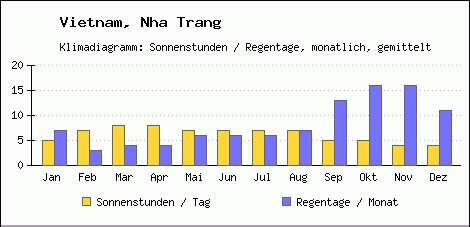 Vietnam, Nha Trang
Klimadiagramm: Sonnenstunden / Regentage, monatlich, gemittelt
20
15
10
5
0
Jan Feb Mar Apr Mai Jun Jul Aug Sep Okt Nov Dez
Sonnenstunden / Tag Regentage / Monat